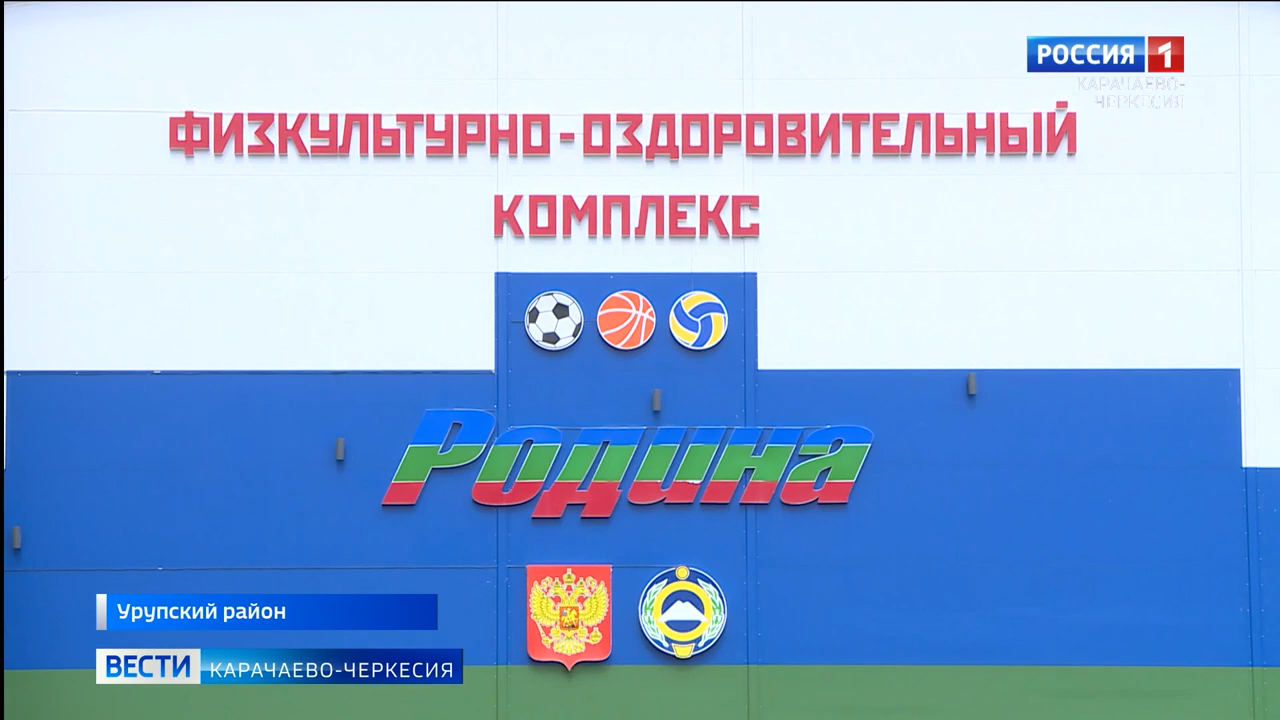 РОССИЯ 1
КАРАЧАЕВО-
ЧЕРКЕСИЯ
ФИЗКУЛЬТУРНО-ОЗДОРОВИТЕЛЬНЫЙ
КОМПЛЕКС
Родина
Урупский район
ВЕСТИ КАРАЧАЕВО-ЧЕРКЕСИЯ